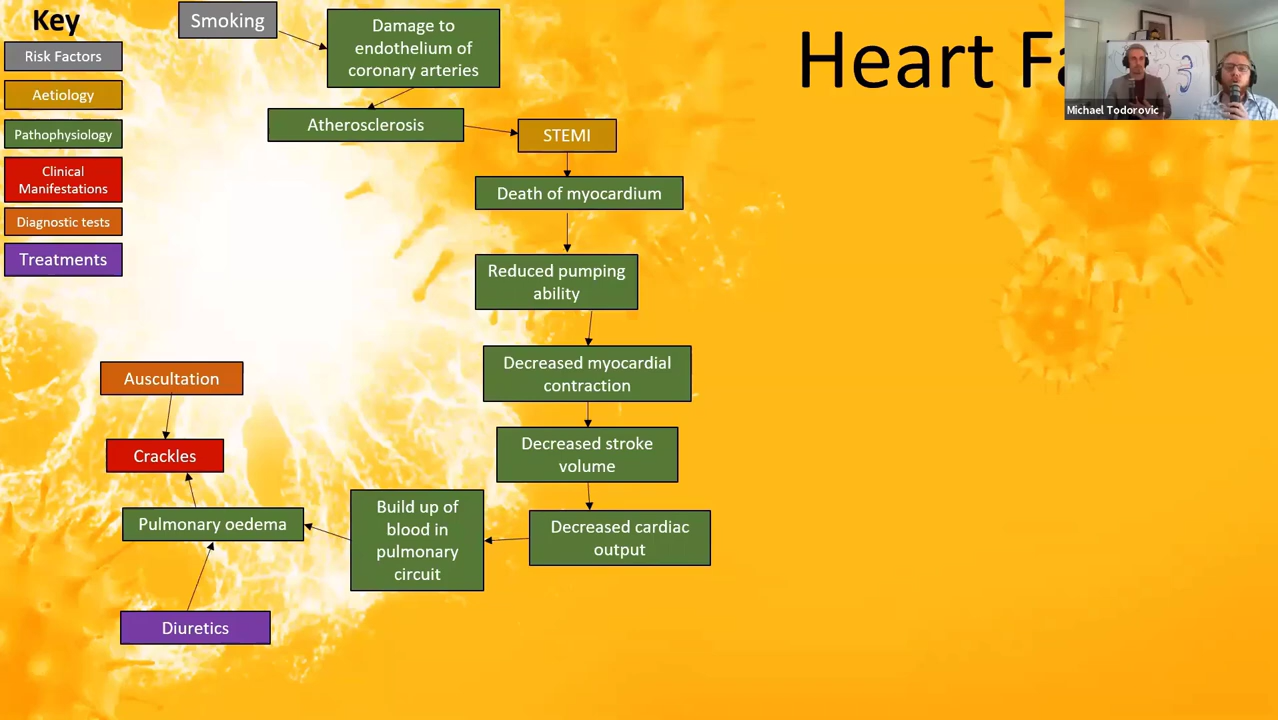 Key
Risk Factors
Aetiology
Pathophysiology
Clinical
Manifestations
Diagnostic tests
Treatments
Heart Fa
Michael Todorovic
Smoking
Damage to
endothelium of
coronary arteries
Atherosclerosis
STEMI
Death of myocardium
Reduced pumping
ability
Decreased myocardial
contraction
Decreased stroke
volume
Decreased cardiac
output
Build up of
blood in
pulmonary
circuit
Pulmonary oedema
Crackles
Auscultation
Diuretics